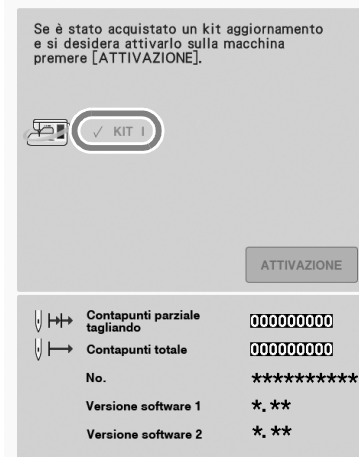 Se è stato acquistato un kit aggiornamento
e si desidera attivarlo sulla macchina
premere [ATTIVAZIONE].
✓ KIT I
ATTIVAZIONE
Contapunti parziale
tagliando
000000000
Contapunti totale
000000000
No.
**********
Versione software 1
*.**
Versione software 2
*.**